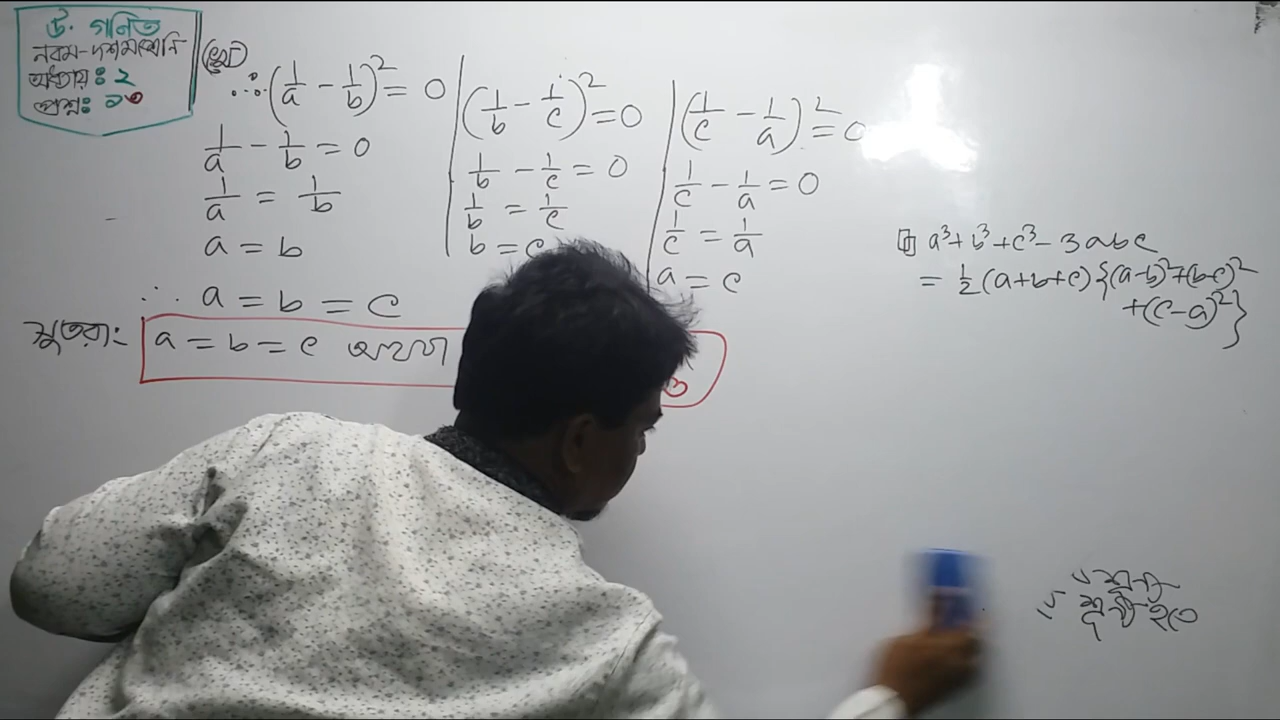 উ. গনিত
নবম-দশম শ্রেনি
অধ্যায়ঃ ২
প্রশ্নঃ ১৩
∴ (1/a - 1/b)² = 0
1/a - 1/b = 0
1/a = 1/b
a = b
(1/b - 1/c)² = 0
1/b - 1/c = 0
1/b = 1/c
b = c
(1/c - 1/a)² = 0
1/c - 1/a = 0
1/c = 1/a
a = c
∴ a = b = c
সুতরাং a = b = c অথবা
a³ + b³ + c³ - 3abc
= ½ (a+b+c) {(a-b)² + (b-c)²
+ (c-a)²}